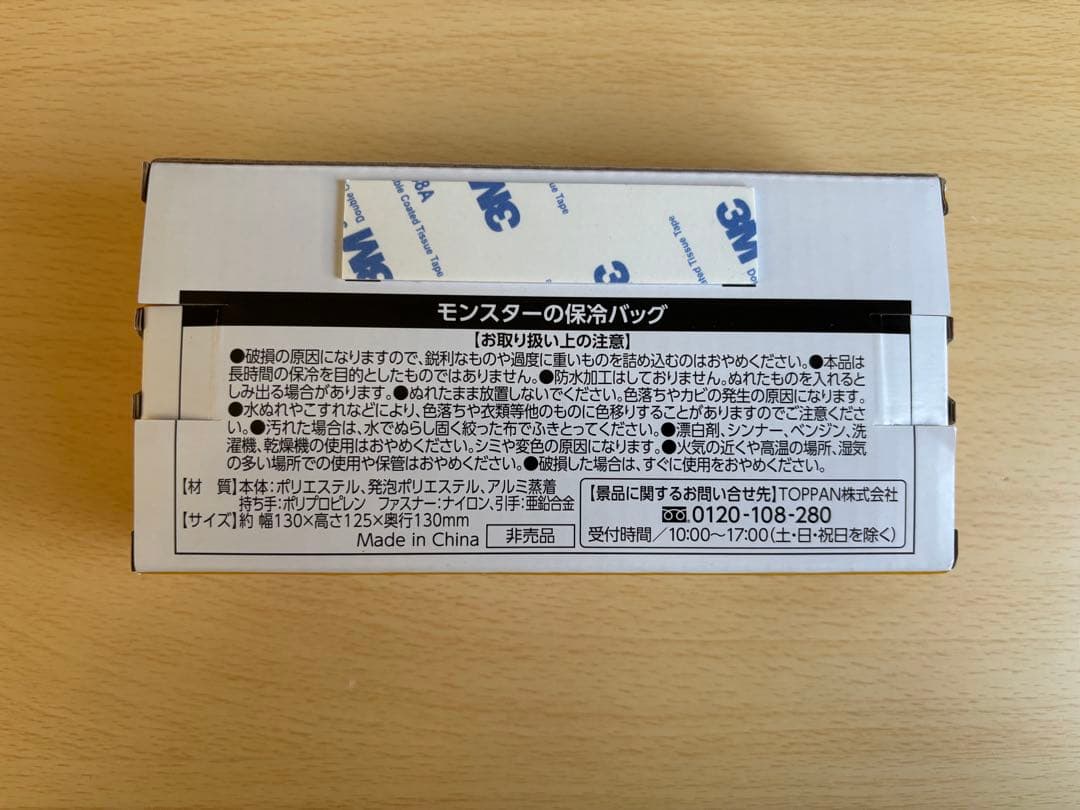 8A
ble Coated Tissue Tape
Double
3M
3M
e Tape
3
ated Tissue Tape
3M
Do
モンスターの保冷バッグ
【お取り扱い上の注意】
●破損の原因になりますので、鋭利なものや過度に重いものを詰め込むのはおやめください。●本品は
長時間の保冷を目的としたものではありません。●防水加工はしておりません。ぬれたものを入れると
しみ出る場合があります。●ぬれたまま放置しないでください。色落ちやカビの発生の原因になります。
●水ぬれやこすれなどにより、色落ちや衣類等他のものに色移りすることがありますのでご注意くださ
い。●汚れた場合は、水でぬらし固く絞った布でふきとってください。●漂白剤、シンナー、ベンジン、洗
濯機、乾燥機の使用はおやめください。シミや変色の原因になります。●火気の近くや高温の場所、湿気
の多い場所での使用や保管はおやめください。●破損した場合は、すぐに使用をおやめください。
【材　質】本体:ポリエステル、発泡ポリエステル、アルミ蒸着
持ち手:ポリプロピレン　ファスナー:ナイロン、引手:亜鉛合金
【サイズ】約 幅130×高さ125×奥行130mm
Made in China 非売品
【景品に関するお問い合せ先】TOPPAN株式会社
0120-108-280
受付時間/10:00〜17:00(土・日・祝日を除く)